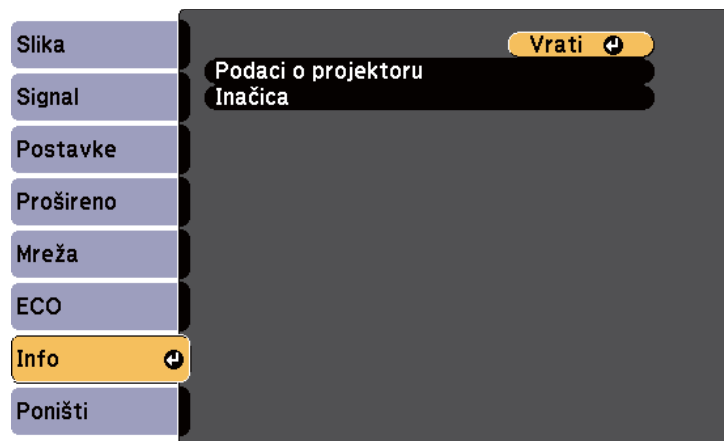 Slika
Signal
Postavke
Prošireno
Mreža
ECO
Info
Poništi
Vrati
Podaci o projektoru
Inačica